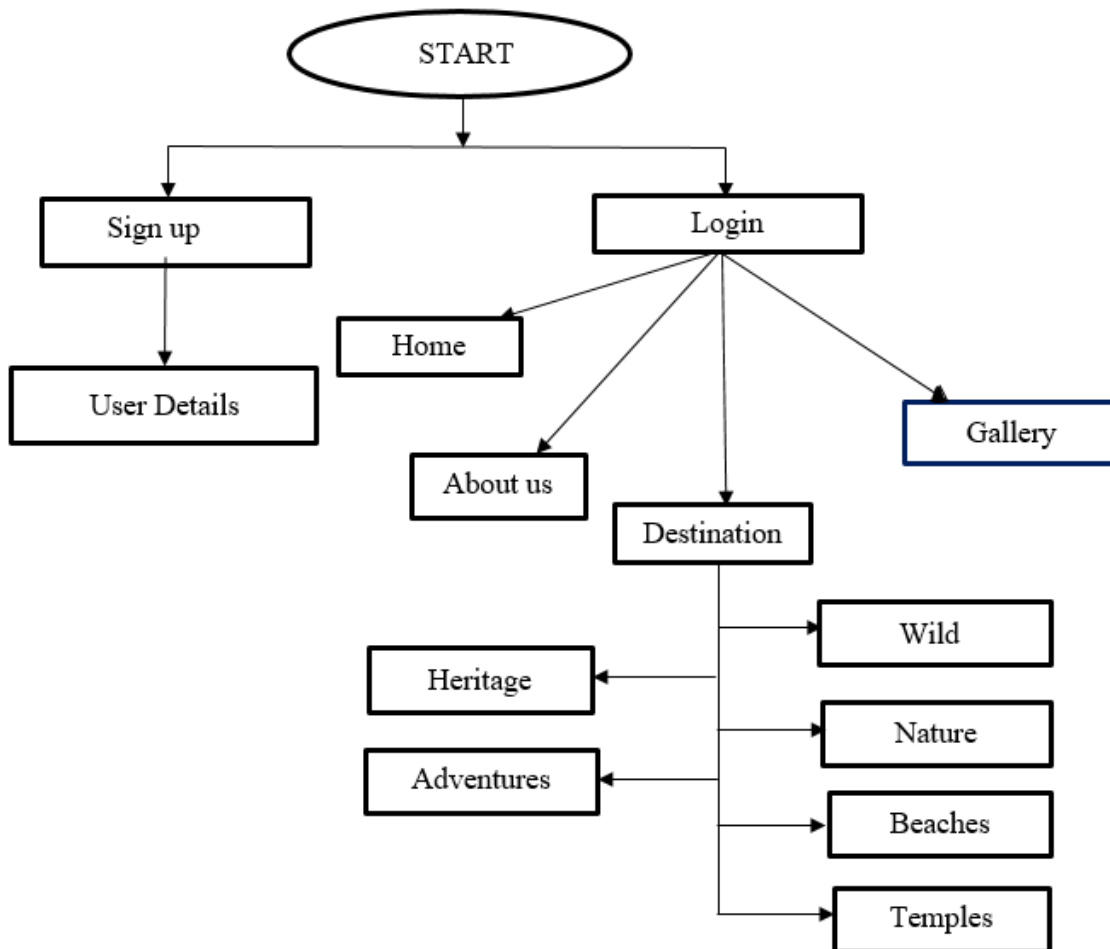 START
Sign up
Login
Home
User Details
Gallery
About us
Destination
Wild
Heritage
Nature
Adventures
Beaches
Temples